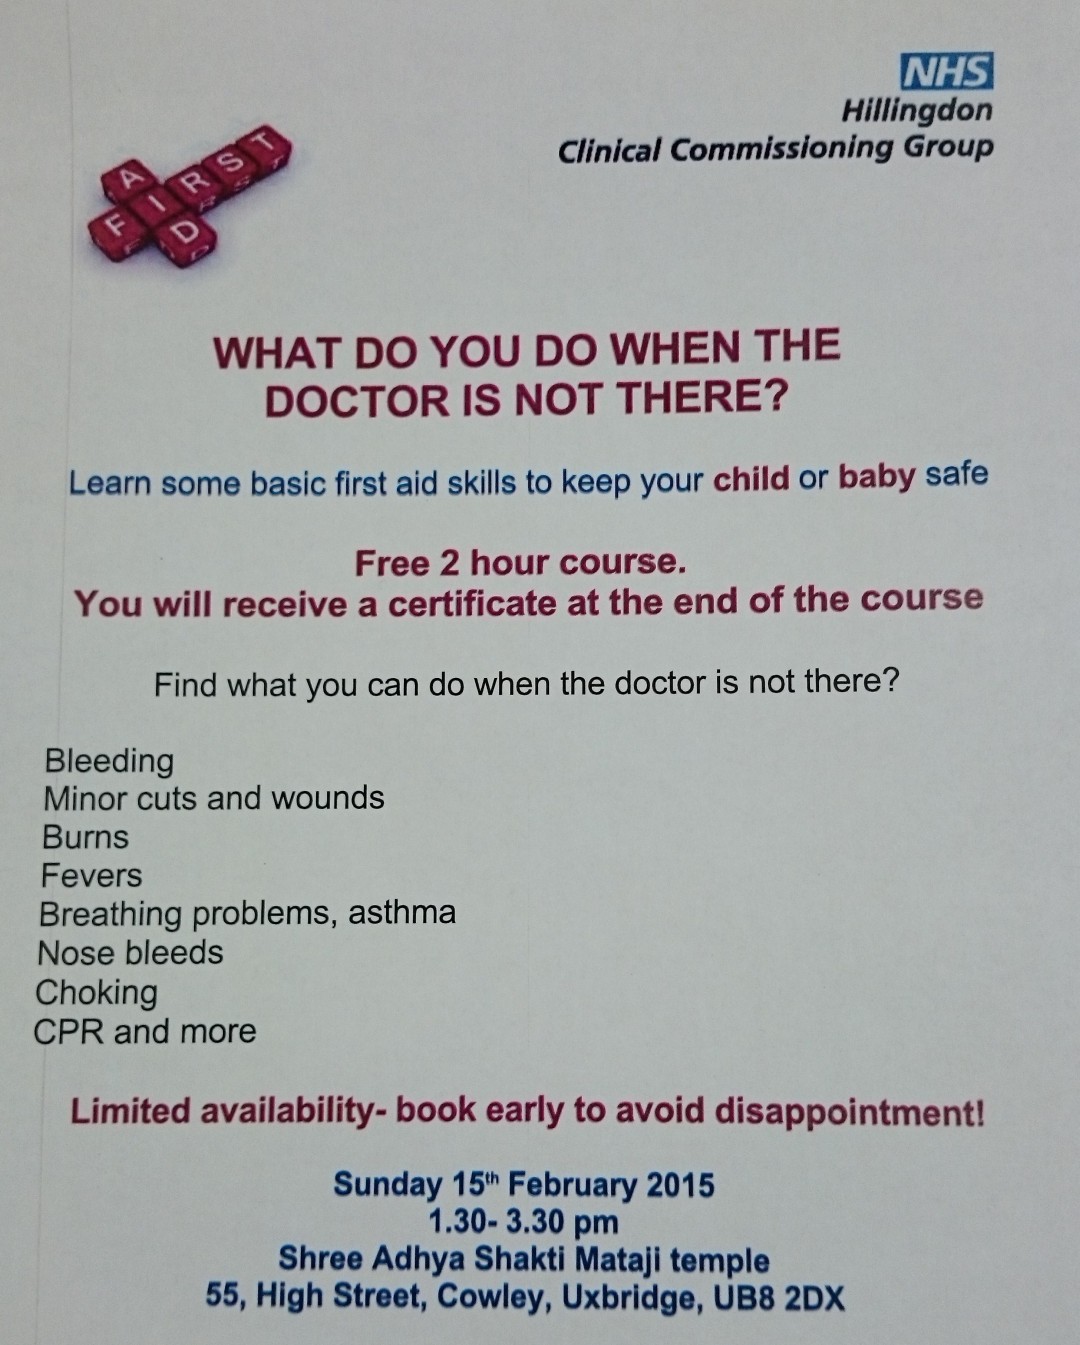 NHS
Hillingdon
Clinical Commissioning Group
FIRST
AID
WHAT DO YOU DO WHEN THE
DOCTOR IS NOT THERE?
Learn some basic first aid skills to keep your child or baby safe
Free 2 hour course.
You will receive a certificate at the end of the course
Find what you can do when the doctor is not there?
Bleeding
Minor cuts and wounds
Burns
Fevers
Breathing problems, asthma
Nose bleeds
Choking
CPR and more
Limited availability- book early to avoid disappointment!
Sunday 15th February 2015
1.30- 3.30 pm
Shree Adhya Shakti Mataji temple
55, High Street, Cowley, Uxbridge, UB8 2DX